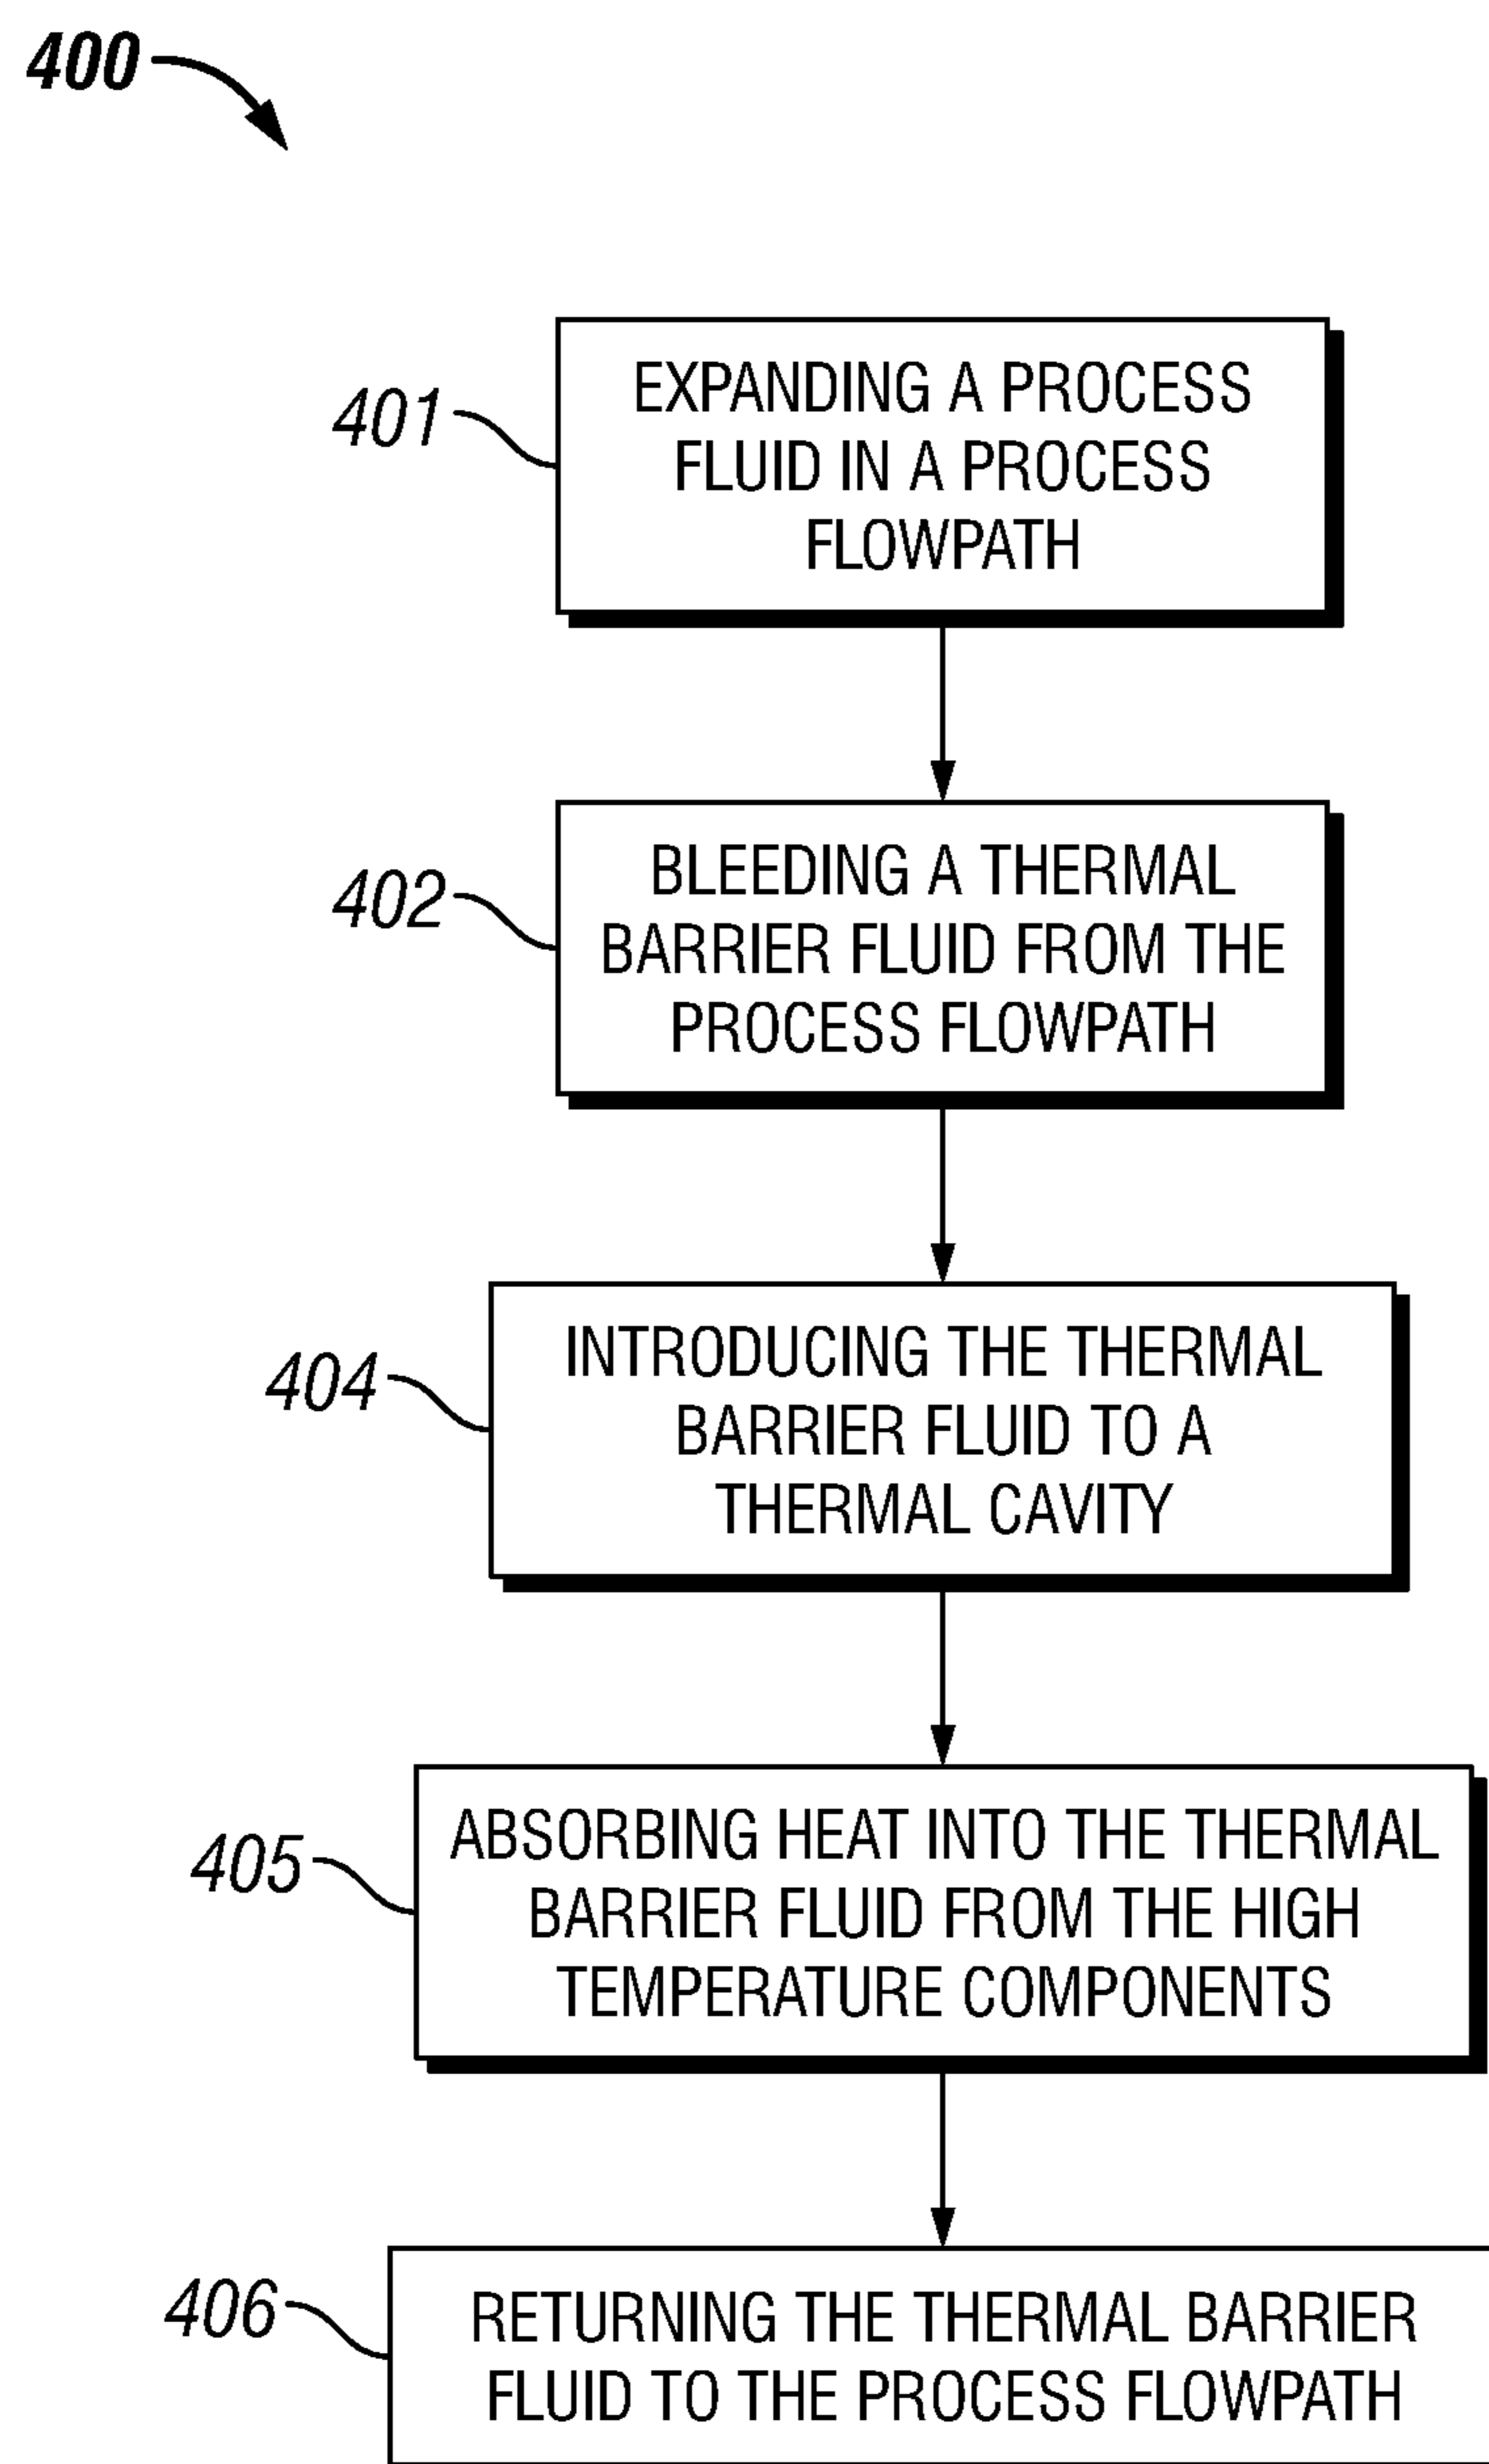 400
401
EXPANDING A PROCESS
FLUID IN A PROCESS
FLOWPATH
402
BLEEDING A THERMAL
BARRIER FLUID FROM THE
PROCESS FLOWPATH
404
INTRODUCING THE THERMAL
BARRIER FLUID TO A
THERMAL CAVITY
405
ABSORBING HEAT INTO THE THERMAL
BARRIER FLUID FROM THE HIGH
TEMPERATURE COMPONENTS
406
RETURNING THE THERMAL BARRIER
FLUID TO THE PROCESS FLOWPATH